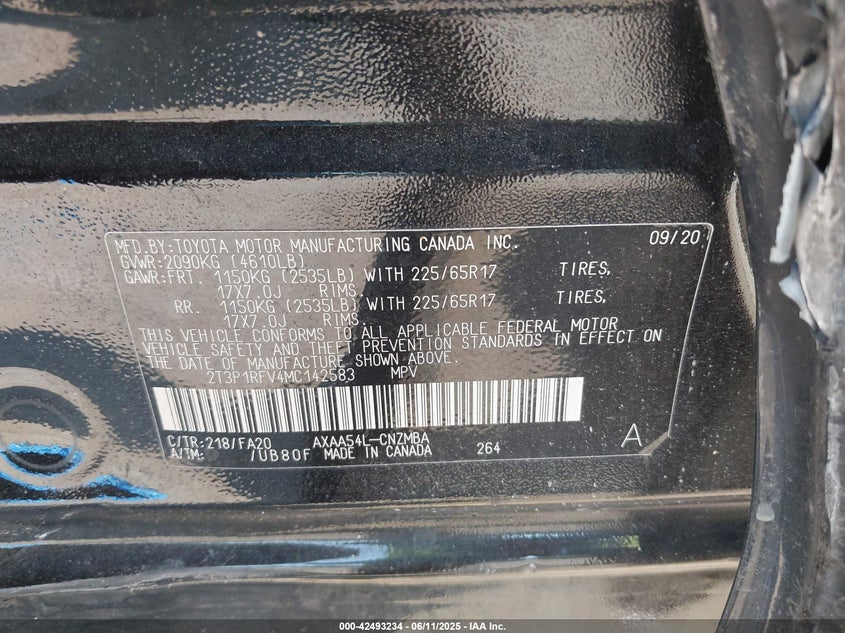 MFD.BY:TOYOTA MOTOR MANUFACTURING CANADA INC. 09/20
GVWR:2090KG (4610LB)
GAWR:FRT. 1150KG (2535LB) WITH 225/65R17 TIRES,
17X7.0J RIMS,
RR. 1150KG (2535LB) WITH 225/65R17 TIRES,
17X7.0J RIMS
THIS VEHICLE CONFORMS TO ALL APPLICABLE FEDERAL MOTOR
VEHICLE SAFETY AND THEFT PREVENTION STANDARDS IN EFFECT ON
THE DATE OF MANUFACTURE SHOWN ABOVE.
2T3P1RFV4MC142583 MPV
C/TR:218/FA20 AXAA54L-CNZMBA A
A/TM: /UB80F MADE IN CANADA 264
000-42493234 - 06/11/2025 - IAA Inc.